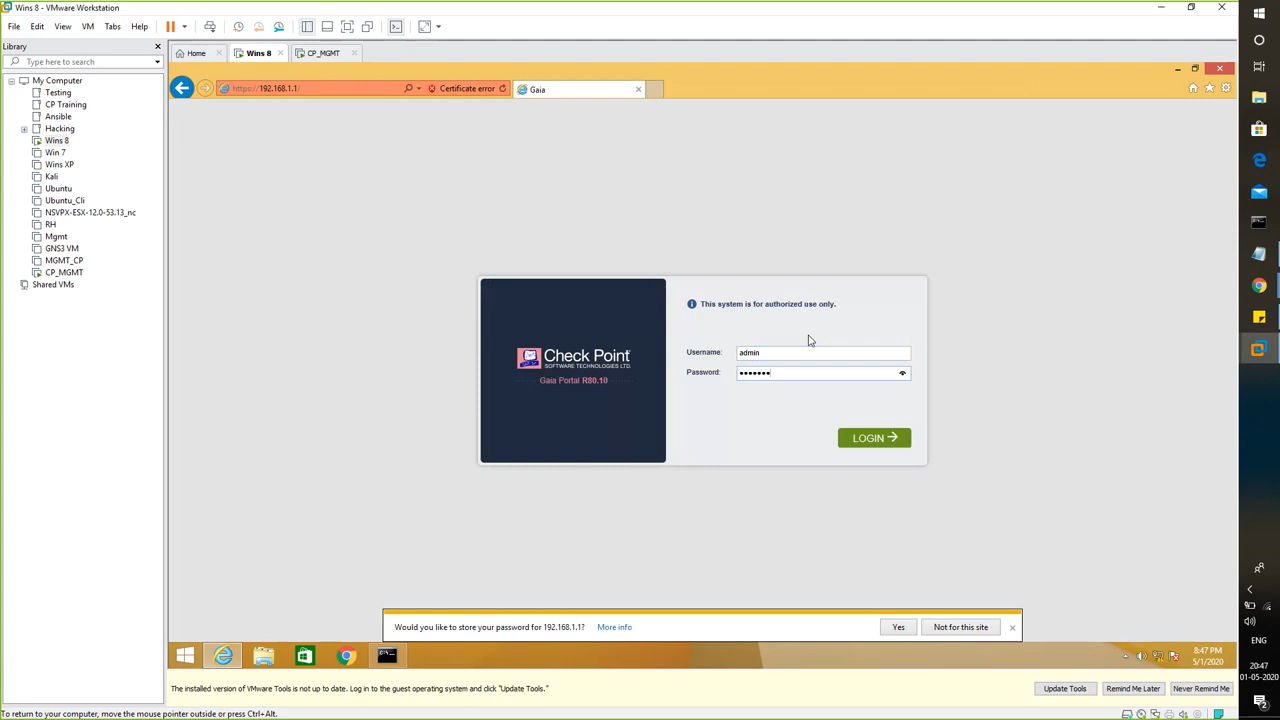 Wins 8 - VMware Workstation
File Edit View VM Tabs Help
Library
Type here to search
My Computer
Testing
CP Training
Ansible
Hacking
Wins 8
Win 7
Wins XP
Kali
Ubuntu
Ubuntu_Cli
NSVPX-ESX-12.0-53.13_nc
RH
Mgmt
GNS3 VM
MGMT_CP
CP_MGMT
Shared VMs
Home Wins 8 CP_MGMT
https://192.168.1.1/ Certificate error Gaia
This system is for authorized use only.
Check Point
SOFTWARE TECHNOLOGIES LTD.
Gaia Portal R80.10
Username: admin
Password: •••••••
LOGIN
Would you like to store your password for 192.168.1.1? More info Yes Not for this site
8:47 PM
5/1/2020
The installed version of VMware Tools is not up to date. Log in to the guest operating system and click "Update Tools." Update Tools Remind Me Later Never Remind Me
To return to your computer, move the mouse pointer outside or press Ctrl+Alt.
ENG
20:47
01-05-2020
2